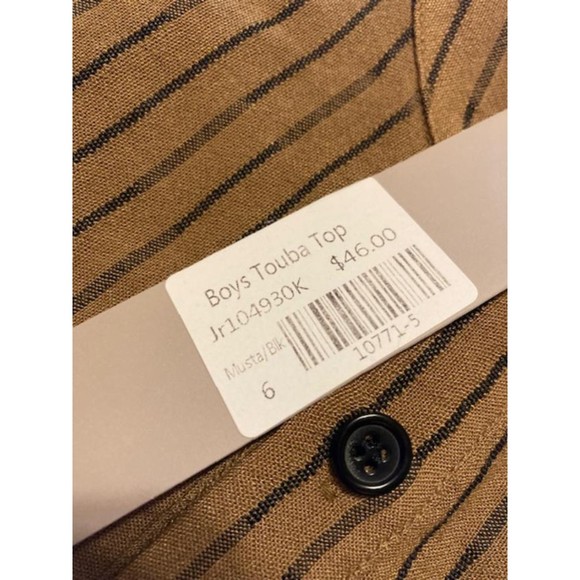 Boys Touba Top
Jr104930K $46.00
Musta/Blk
6 10771-5